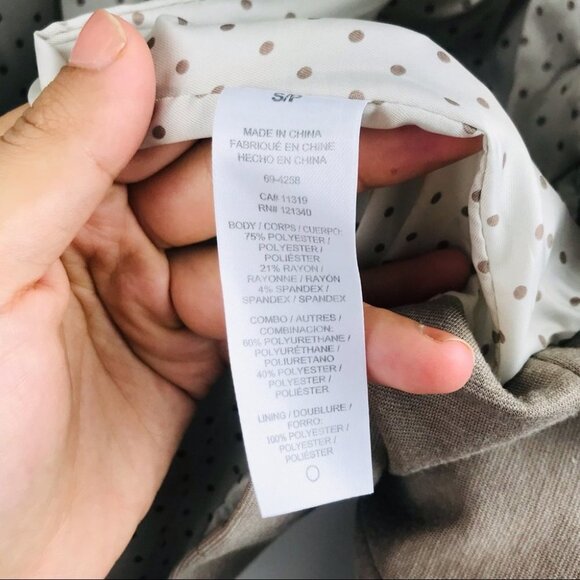 S/P
MADE IN CHINA
FABRIQUÉ EN CHINE
HECHO EN CHINA
69-4258
CA# 11319
RN# 121340
BODY / CORPS / CUERPO:
75% POLYESTER /
POLYESTER /
POLIÉSTER
21% RAYON /
RAYONNE / RAYON
4% SPANDEX /
SPANDEX / SPANDEX
COMBO / AUTRES /
COMBINACION:
60% POLYURETHANE /
POLYURÉTHANE /
POLIURETANO
40% POLYESTER /
POLYESTER /
POLIÉSTER
LINING / DOUBLURE /
FORRO:
100% POLYESTER /
POLYESTER /
POLIÉSTER